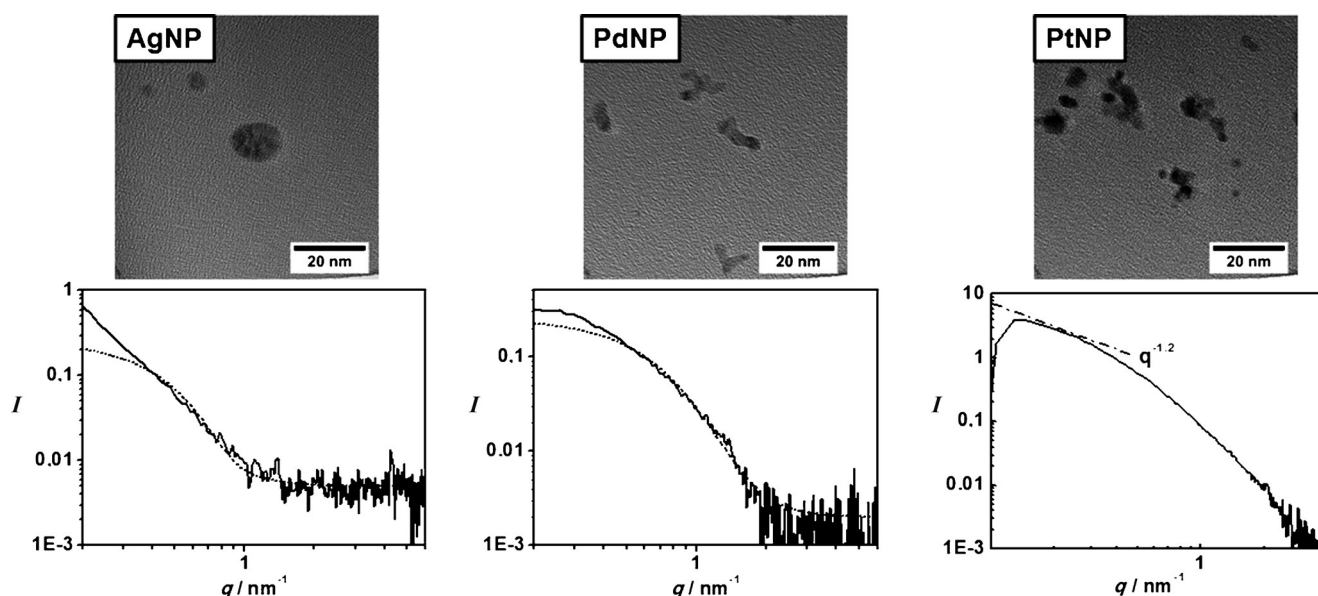 AgNP
PdNP
PtNP
20 nm
20 nm
20 nm
1
0.1
0.01
1E-3
I
1
q / nm⁻¹
0.1
0.01
1E-3
I
1
q / nm⁻¹
10
1
0.1
0.01
1E-3
I
q⁻¹·²
1
q / nm⁻¹